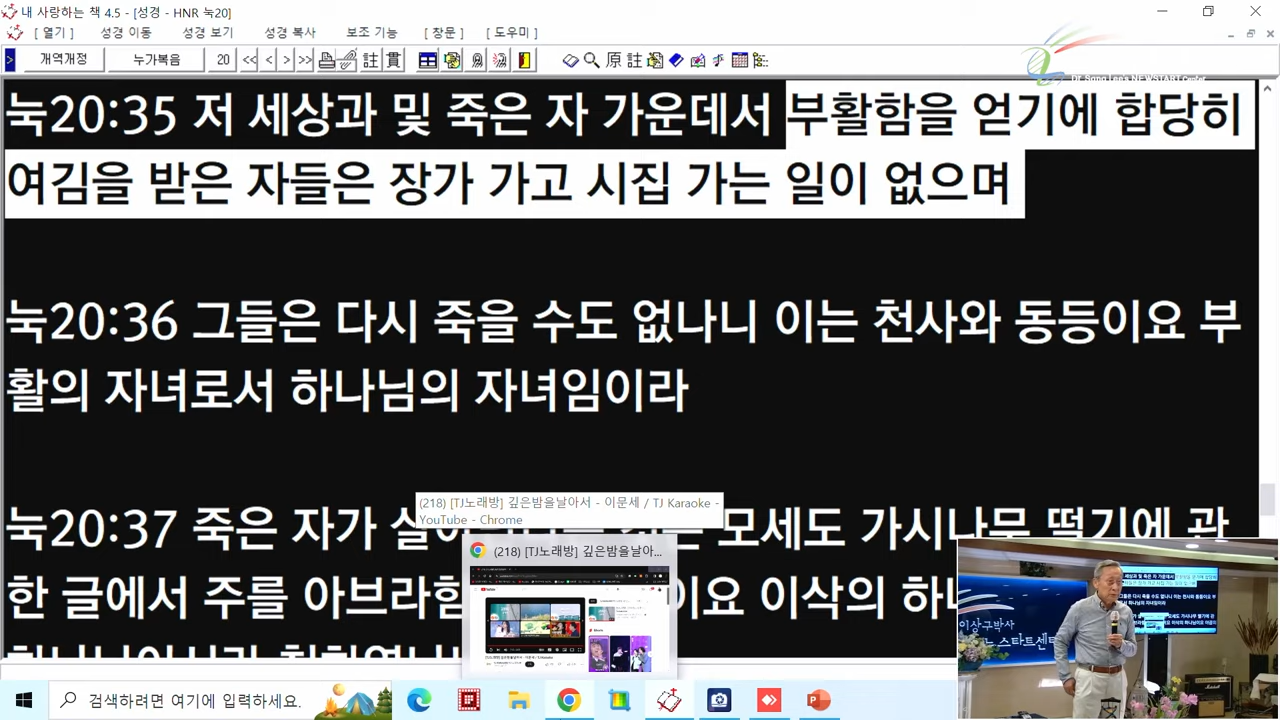 내 사랑하는 책 4.5 - [성경 - HNR 눅20]
[ 열기 ] 성경 이동 성경 보기 성경 복사 보조 기능 [ 창문 ] [ 도우미 ]
개역개정 누가복음 20 << < > >> 註 貫 原 註
Dr. Sang Lee's NEWSTART Center
눅20:35 저 세상과 및 죽은 자 가운데서 부활함을 얻기에 합당히
여김을 받은 자들은 장가 가고 시집 가는 일이 없으며
눅20:36 그들은 다시 죽을 수도 없나니 이는 천사와 동등이요 부
활의 자녀로서 하나님의 자녀임이라
(218) [TJ노래방] 깊은밤을날아서 - 이문세 / TJ Karaoke -
YouTube - Chrome
눅20:37 죽은 자가 모세도 가시나무 떨기에 관
(218) [TJ노래방] 깊은밤을날아...
한 글에서 주를 아브라함 이요 이삭의
이상구박사
스타트센터
검색하려면 여기에 입력하세요.